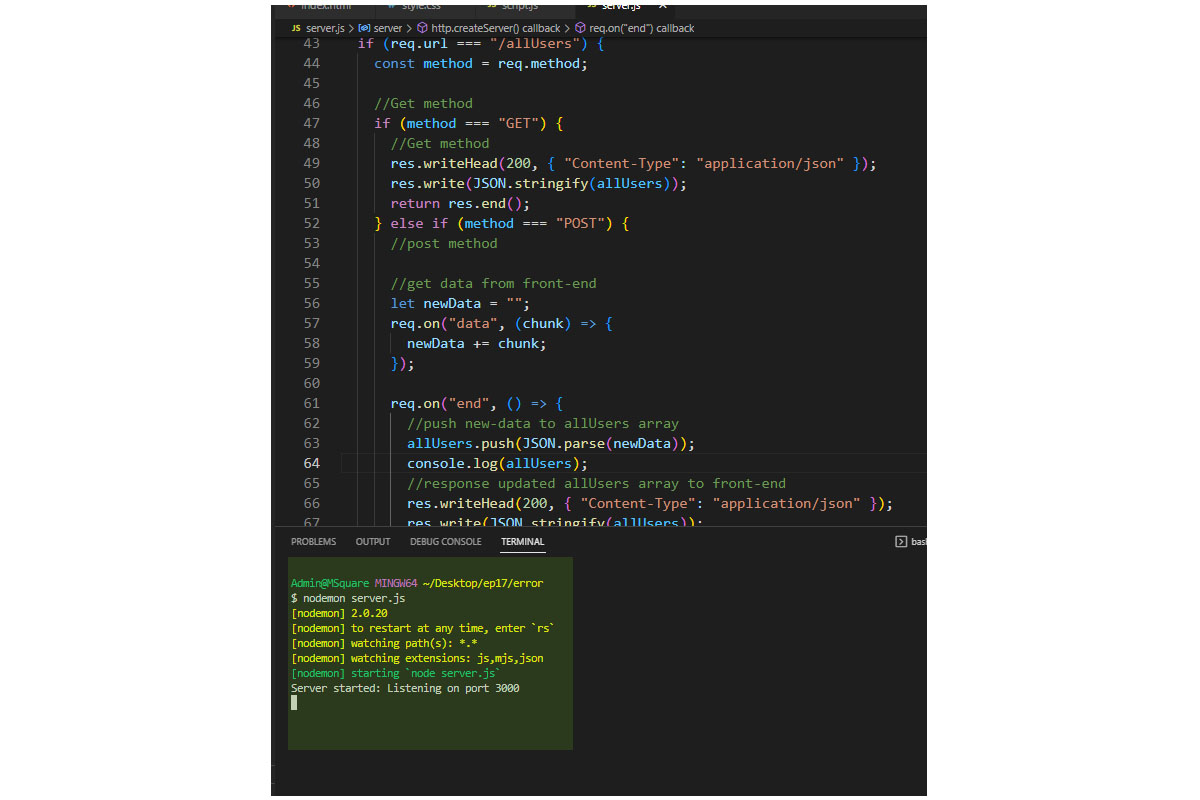 index.html style.css script.js server.js
JS server.js > server > http.createServer() callback > req.on("end") callback
43 if (req.url === "/allUsers") {
44 const method = req.method;
45
46 //Get method
47 if (method === "GET") {
48 //Get method
49 res.writeHead(200, { "Content-Type": "application/json" });
50 res.write(JSON.stringify(allUsers));
51 return res.end();
52 } else if (method === "POST") {
53 //post method
54
55 //get data from front-end
56 let newData = "";
57 req.on("data", (chunk) => {
58 newData += chunk;
59 });
60
61 req.on("end", () => {
62 //push new-data to allUsers array
63 allUsers.push(JSON.parse(newData));
64 console.log(allUsers);
65 //response updated allUsers array to front-end
66 res.writeHead(200, { "Content-Type": "application/json" });
67 res.write(JSON.stringify(allUsers));
PROBLEMS OUTPUT DEBUG CONSOLE TERMINAL bash
Admin@MSquare MINGW64 ~/Desktop/ep17/error
$ nodemon server.js
[nodemon] 2.0.20
[nodemon] to restart at any time, enter `rs`
[nodemon] watching path(s): *.*
[nodemon] watching extensions: js,mjs,json
[nodemon] starting `node server.js`
Server started: Listening on port 3000